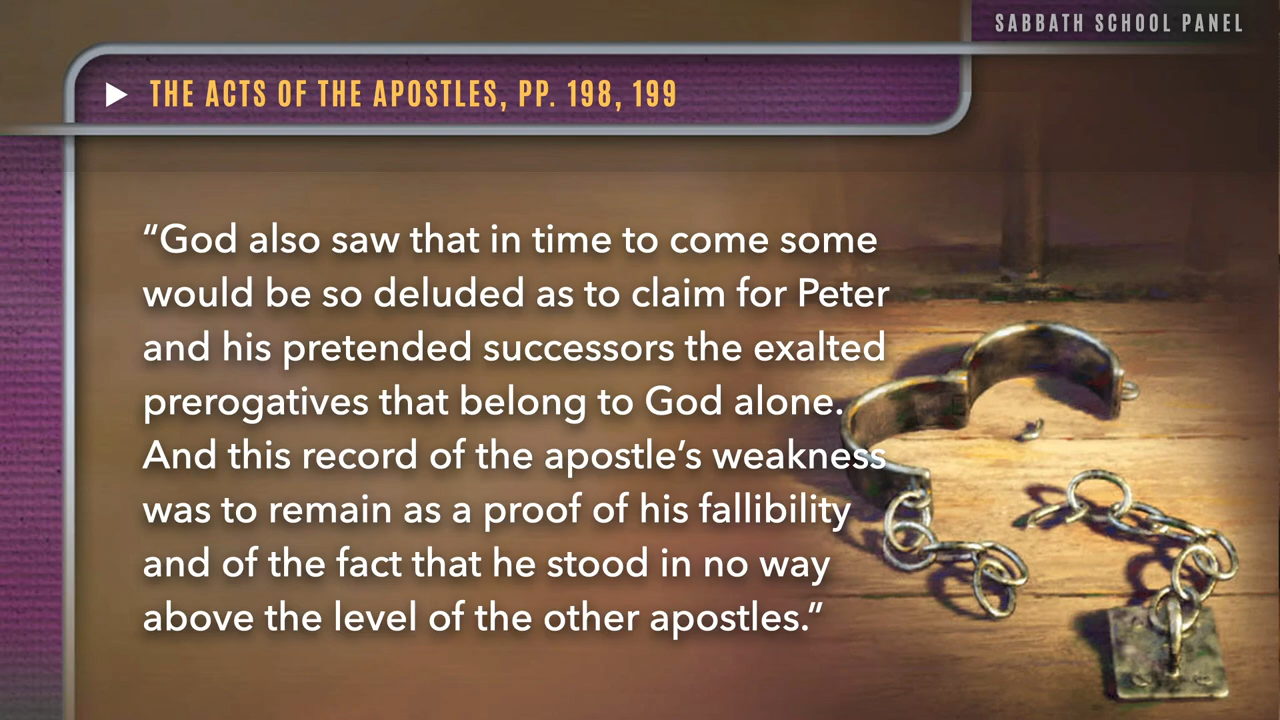 SABBATH SCHOOL PANEL
THE ACTS OF THE APOSTLES, PP. 198, 199
“God also saw that in time to come some
would be so deluded as to claim for Peter
and his pretended successors the exalted
prerogatives that belong to God alone.
And this record of the apostle’s weakness
was to remain as a proof of his fallibility
and of the fact that he stood in no way
above the level of the other apostles.”